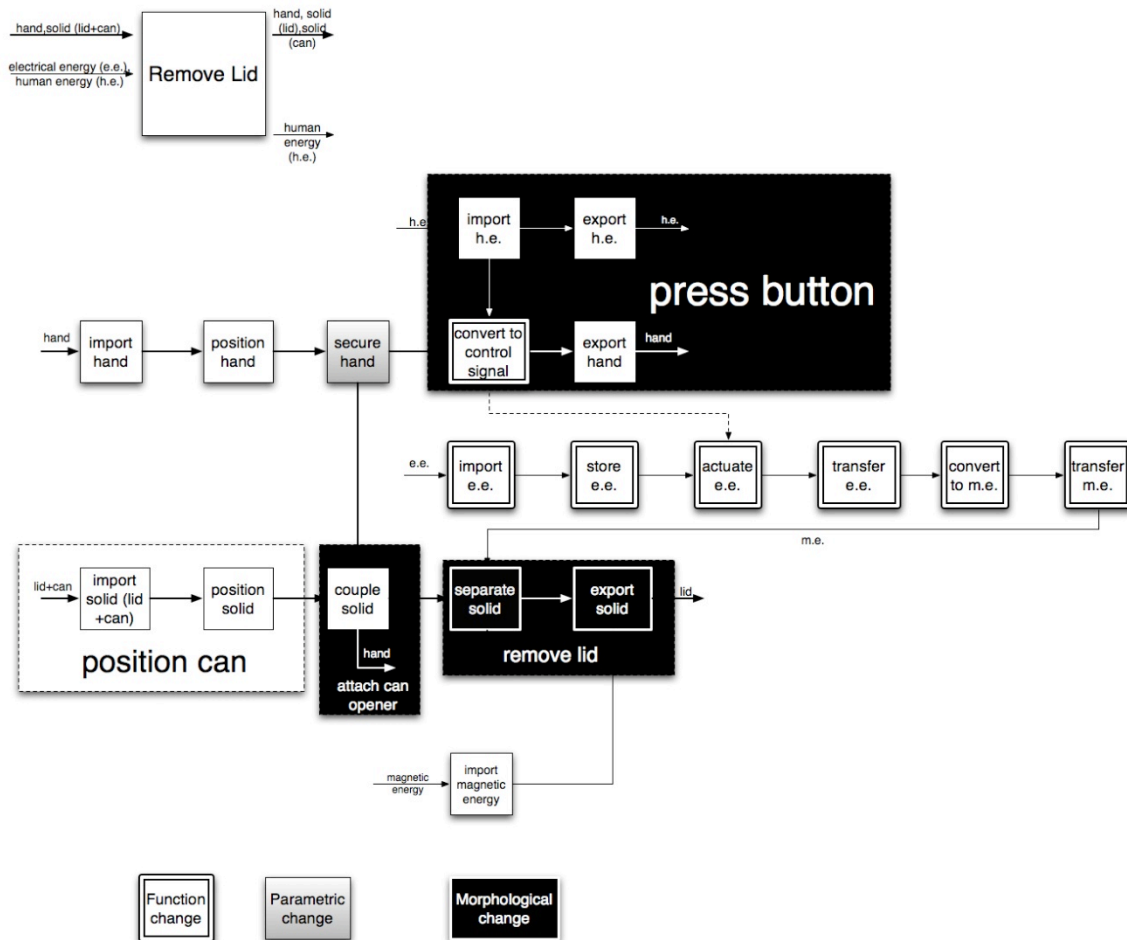 hand,solid (lid+can)
electrical energy (e.e),
human energy (h.e.)
Remove Lid
hand, solid
(lid),solid
(can)
human
energy
(h.e.)
h.e.
import
h.e.
export
h.e.
h.e.
press button
hand
import
hand
position
hand
secure
hand
convert to
control
signal
export
hand
hand
e.e.
import
e.e.
store
e.e.
actuate
e.e.
transfer
e.e.
convert
to m.e.
transfer
m.e.
m.e.
lid+can
import
solid (lid
+can)
position
solid
position can
couple
solid
hand
attach can
opener
separate
solid
export
solid
lid
remove lid
magnetic
energy
import
magnetic
energy
Function
change
Parametric
change
Morphological
change